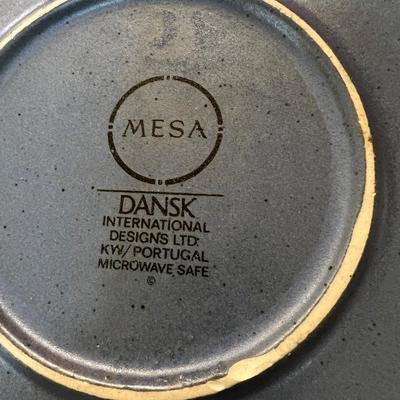 MESA
DANSK
INTERNATIONAL
DESIGNS LTD.
KW/PORTUGAL
MICROWAVE SAFE
©